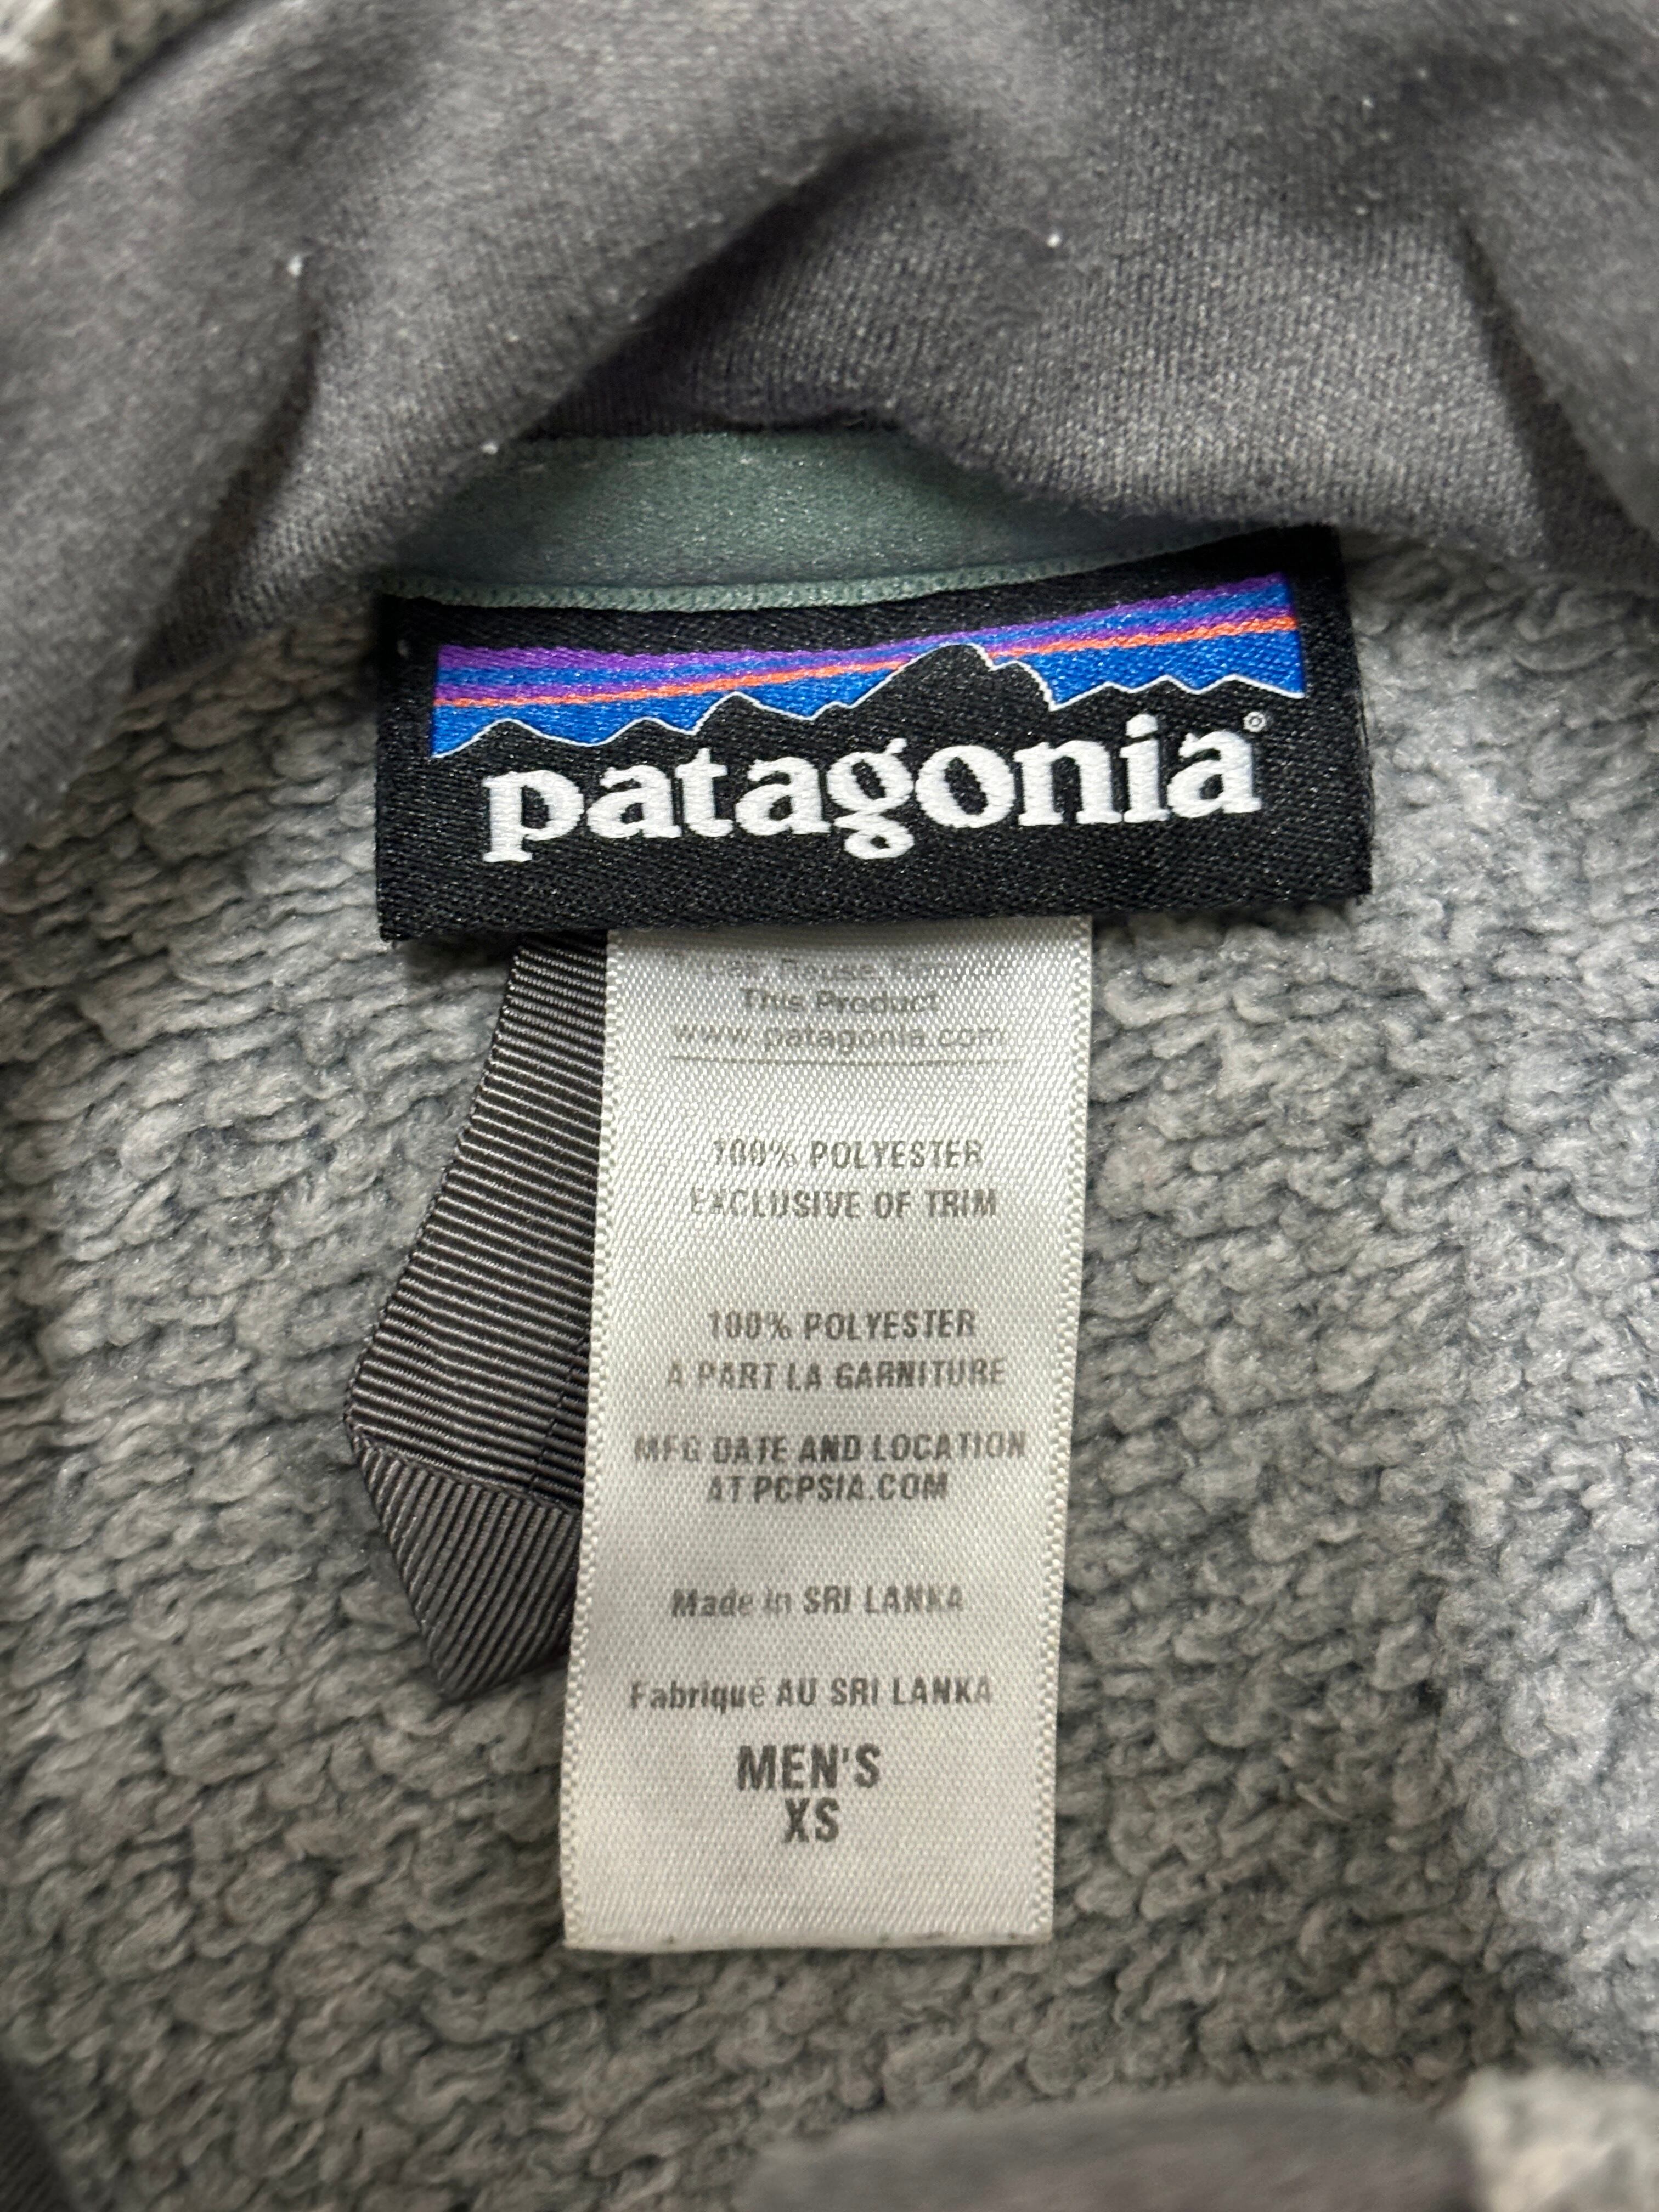 patagonia®
This Product
www.patagonia.com
100% POLYESTER
EXCLUSIVE OF TRIM
100% POLYESTER
A PART LA GARNITURE
MFG DATE AND LOCATION
AT PCPSIA.COM
Made in SRI LANKA
Fabriqué AU SRI LANKA
MEN'S
XS